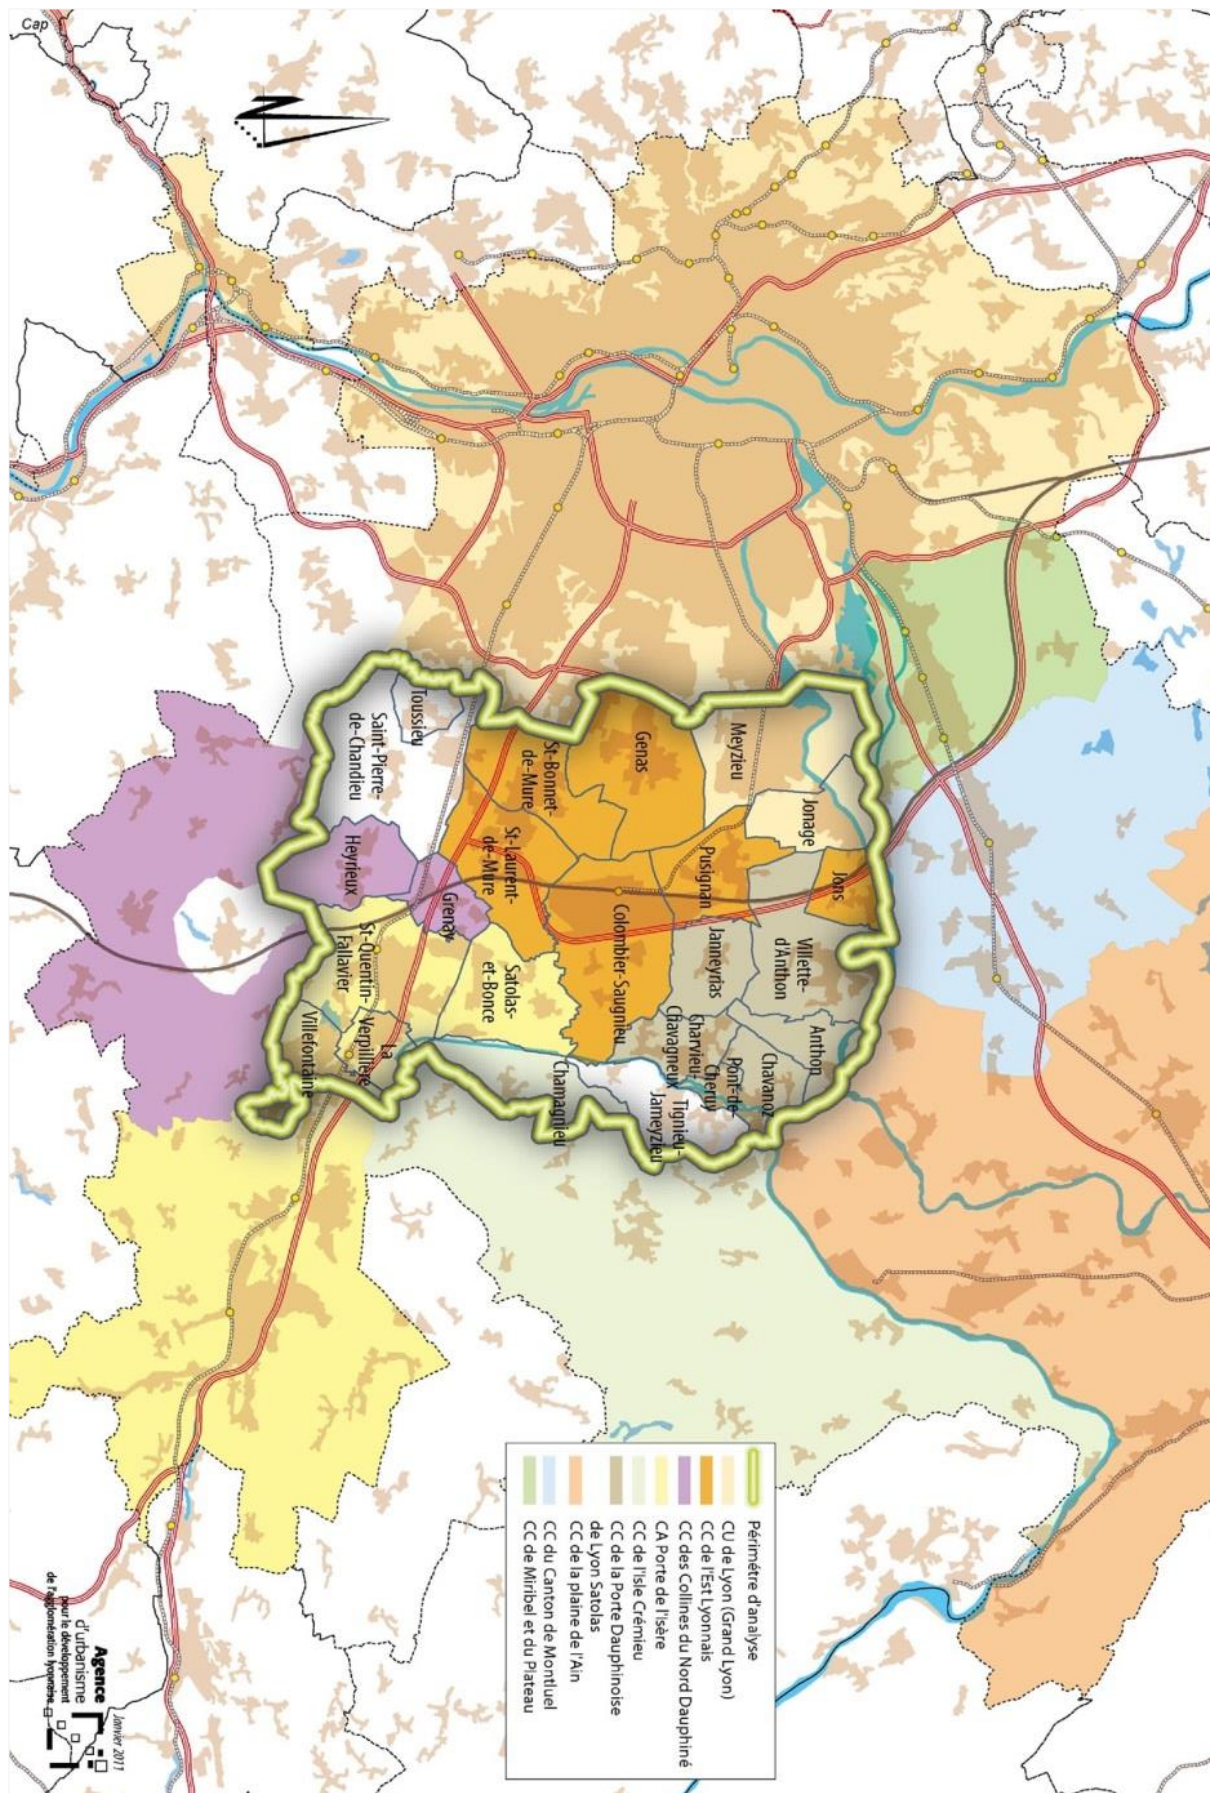 Cap
N
Meyzieu
Jonage
Jons
Genas
Pusignan
Villette-
d'Anthon
Anthon
Janneyrias
Chavanoz
Pont-de-
Cheruy
Charvieu-
Chavagneux
Tignieu-
Jameyzieu
St-Bonnet-
de-Mure
St-Laurent-
de-Mure
Colombier-Saugnieu
Chamagnieu
Toussieu
Saint-Pierre-
de-Chandieu
Heyrieux
Grenay
Satolas-
et-Bonce
St-Quentin-
Fallavier
La
Verpillière
Villefontaine
Périmétre d'analyse
CU de Lyon (Grand Lyon)
CC de l'Est Lyonnais
CC des Collines du Nord Dauphiné
CA Porte de l'Isère
CC de l'Isle Crémieu
CC de la Porte Dauphinoise
de Lyon Satolas
CC de la plaine de l'Ain
CC du Canton de Montluel
CC de Miribel et du Plateau
Janvier 2011
Agence
d'urbanisme
pour le développement
de l'agglomération lyonnaise